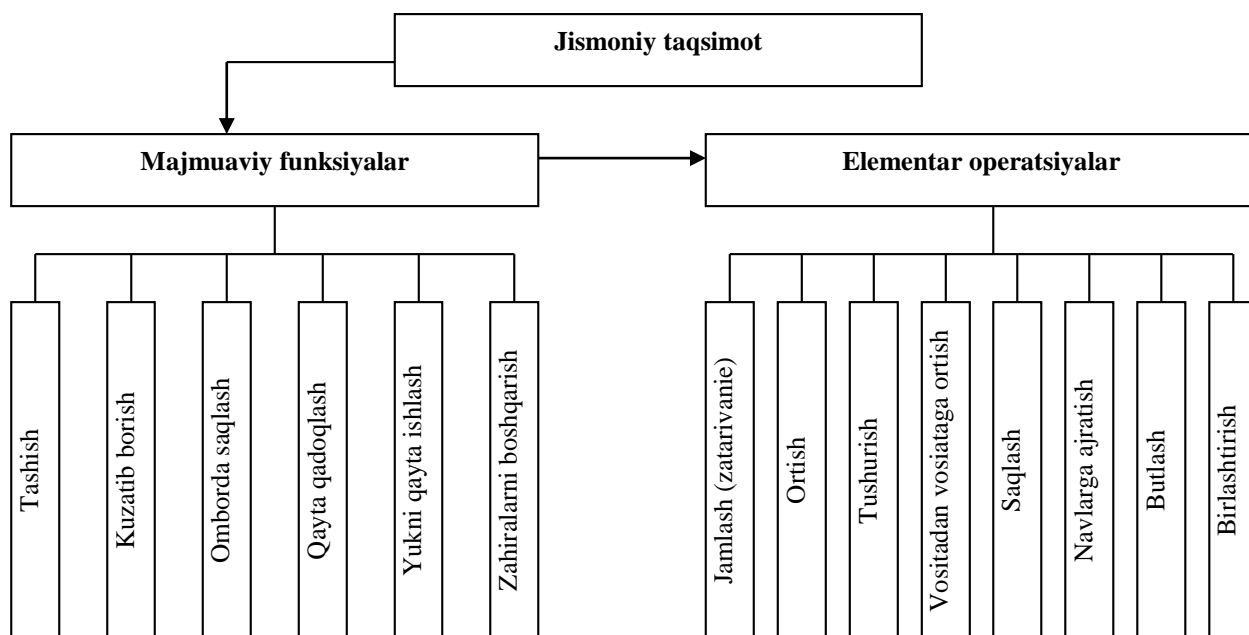 Jismoniy taqsimot
Majmuaviy funksiyalar
Elementar operatsiyalar
Tashish
Kuzatib borish
Omborda saqlash
Qayta qadoqlash
Yukni qayta ishlash
Zahiralarni boshqarish
Jamlash (zatarivanie)
Ortish
Tushurish
Vositadan vosiataga ortish
Saqlash
Navlarga ajratish
Butlash
Birlashtirish